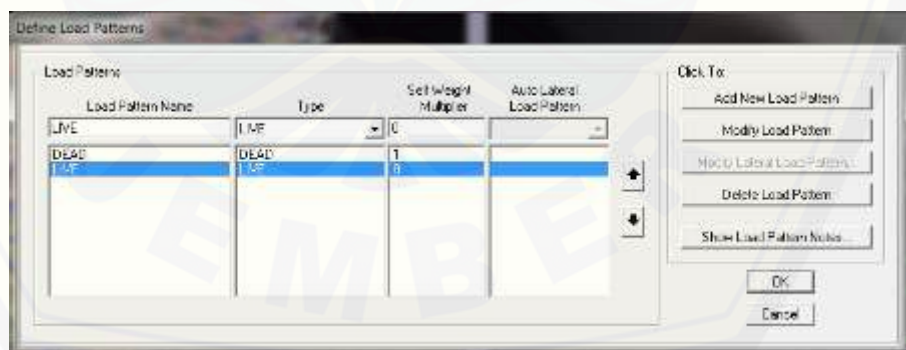 Define Load Patterns
Load Patterns
Load Pattern Name
Type
Self Weight Multiplier
Auto Lateral Load Pattern
LIVE
LIVE
0
DEAD
DEAD
1
LIVE
LIVE
0
Click To:
Add New Load Pattern
Modify Load Pattern
Modify Lateral Load Pattern...
Delete Load Pattern
Show Load Pattern Notes...
OK
Cancel
EMBER